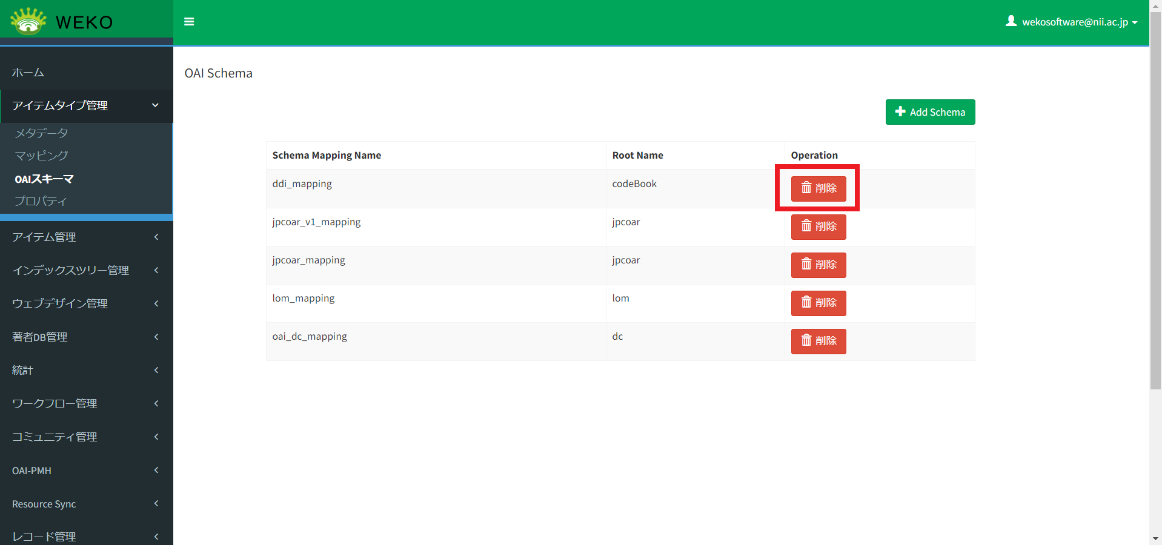 WEKO
wekosoftware@nii.ac.jp
ホーム
アイテムタイプ管理
メタデータ
マッピング
OAIスキーマ
プロパティ
アイテム管理
インデックスツリー管理
ウェブデザイン管理
著者DB管理
統計
ワークフロー管理
コミュニティ管理
OAI-PMH
Resource Sync
レコード管理
OAI Schema
Add Schema
Schema Mapping Name Root Name Operation
ddi_mapping codeBook 削除
jpcoar_v1_mapping jpcoar 削除
jpcoar_mapping jpcoar 削除
lom_mapping lom 削除
oai_dc_mapping dc 削除